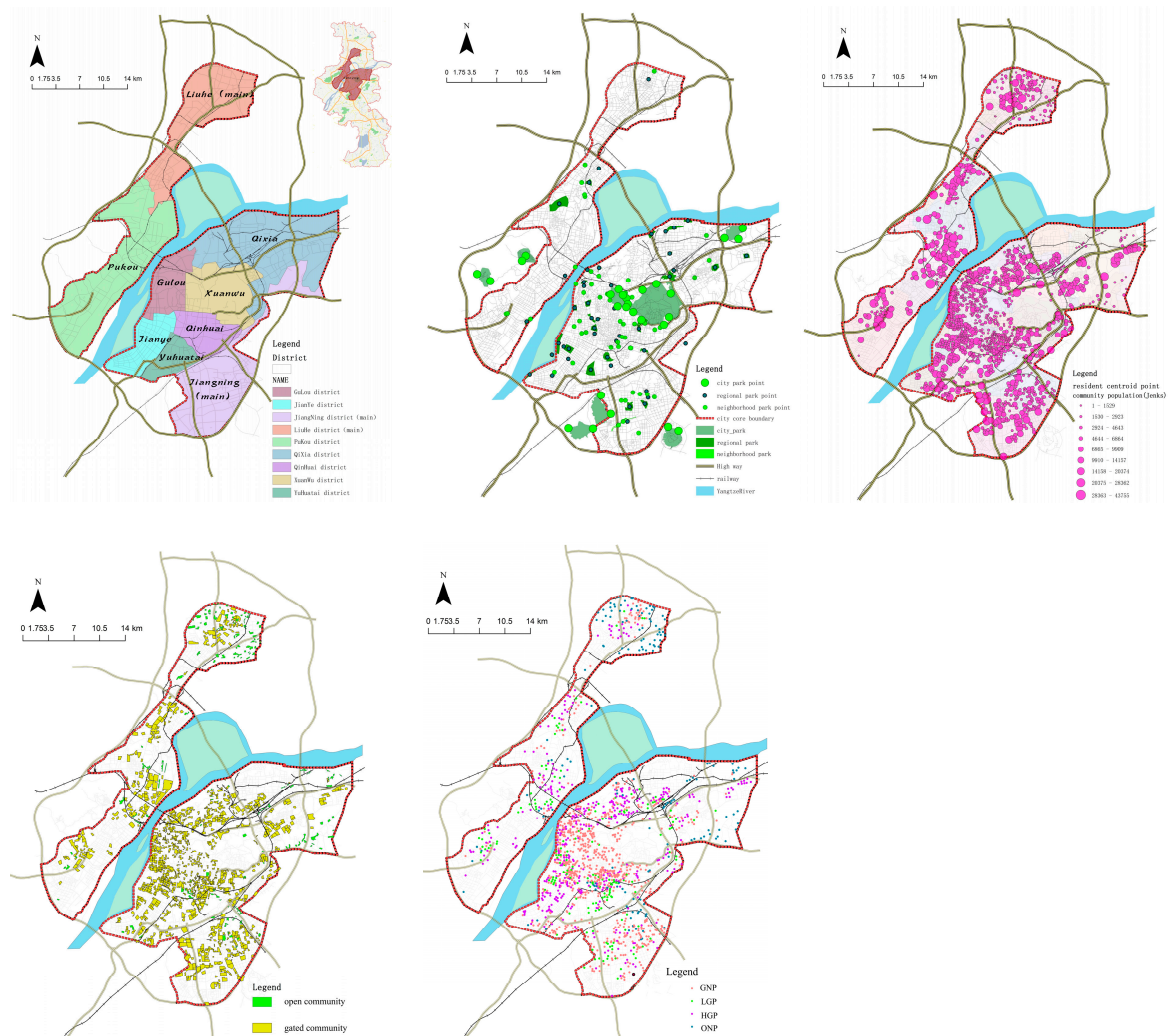 N
0 1.75 3.5 7 10.5 14 km
Liuhe (main)
Pukou
Qixia
Gulou
Xuanwu
Qinhuai
Jianye
Yuhuatai
Jiangning
(main)
Legend
District
NAME
GuLou district
JianYe district
JiangNing district (main)
LiuHe district (main)
PuKou district
QiXia district
QinHuai district
XuanWu district
YuHuatai district
N
0 1.75 3.5 7 10.5 14 km
Legend
city park point
regional park point
neighborhood park point
city core boundary
city_park
regional park
neighborhood park
High way
railway
YangtzeRiver
N
0 1.75 3.5 7 10.5 14 km
Legend
resident centroid point
community population(Jenks)
1 - 1529
1530 - 2923
2924 - 4643
4644 - 6864
6865 - 9909
9910 - 14157
14158 - 20374
20375 - 28362
28363 - 43755
N
0 1.753.5 7 10.5 14 km
Legend
open community
gated community
N
0 1.753.5 7 10.5 14 km
Legend
GNP
LGP
HGP
ONP